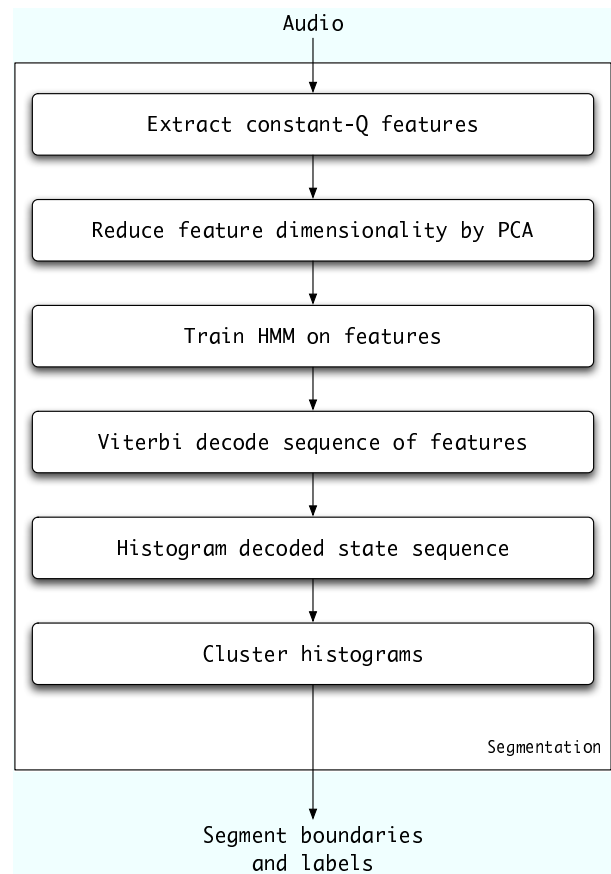 Audio
Extract constant-Q features
Reduce feature dimensionality by PCA
Train HMM on features
Viterbi decode sequence of features
Histogram decoded state sequence
Cluster histograms
Segmentation
Segment boundaries
and labels